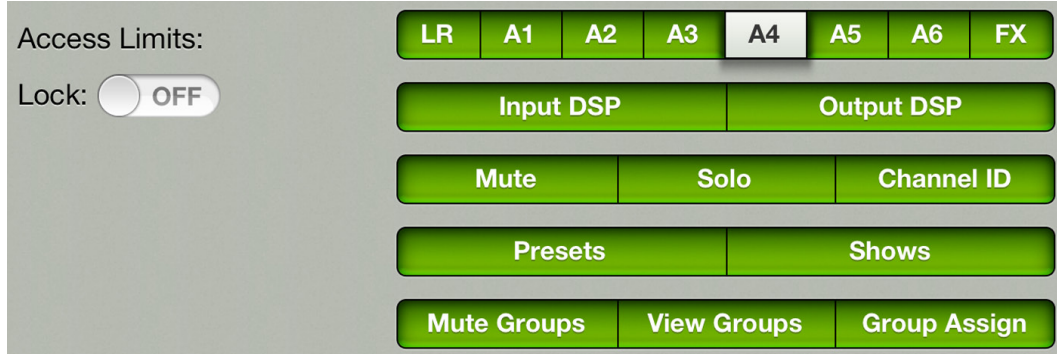 Access Limits:
LR A1 A2 A3 A4 A5 A6 FX
Lock: OFF
Input DSP Output DSP
Mute Solo Channel ID
Presets Shows
Mute Groups View Groups Group Assign